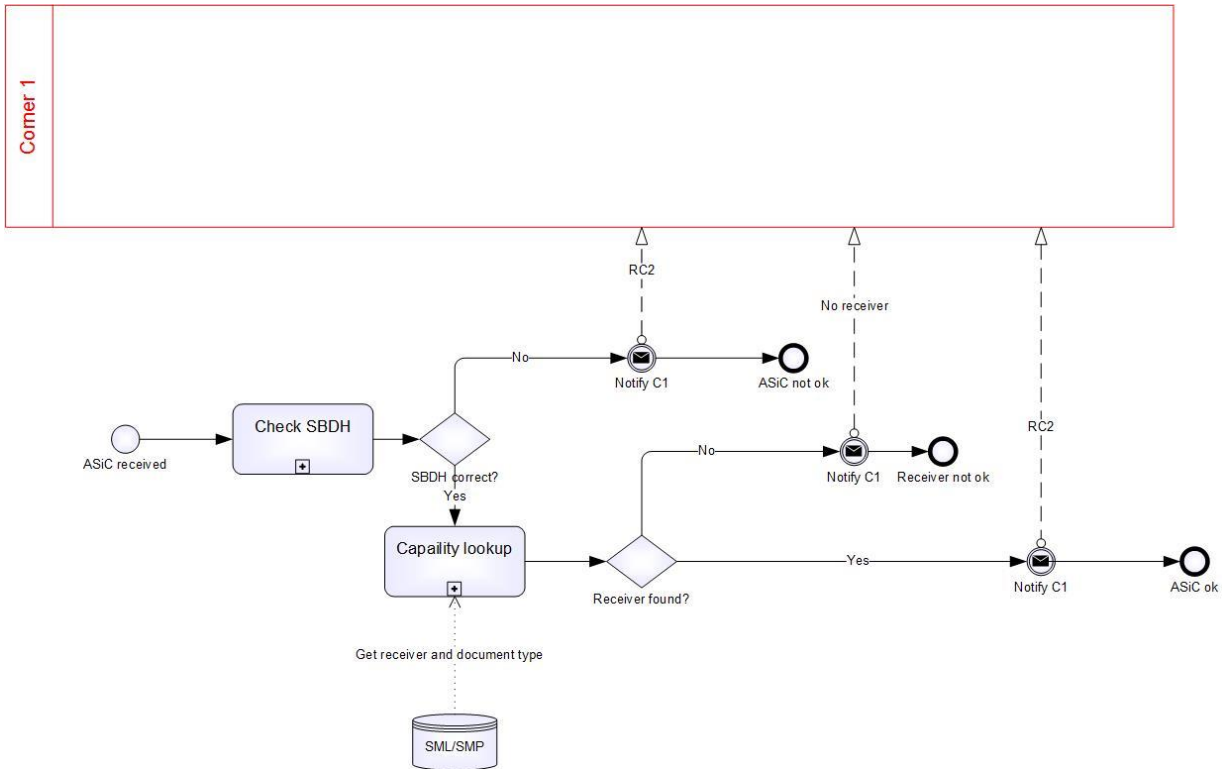 Corner 1
RC2
No receiver
No
Notify C1
ASiC not ok
Check SBDH
ASiC received
SBDH correct?
Yes
No
Notify C1
Receiver not ok
RC2
Capaility lookup
Receiver found?
Yes
Notify C1
ASiC ok
Get receiver and document type
SML/SMP